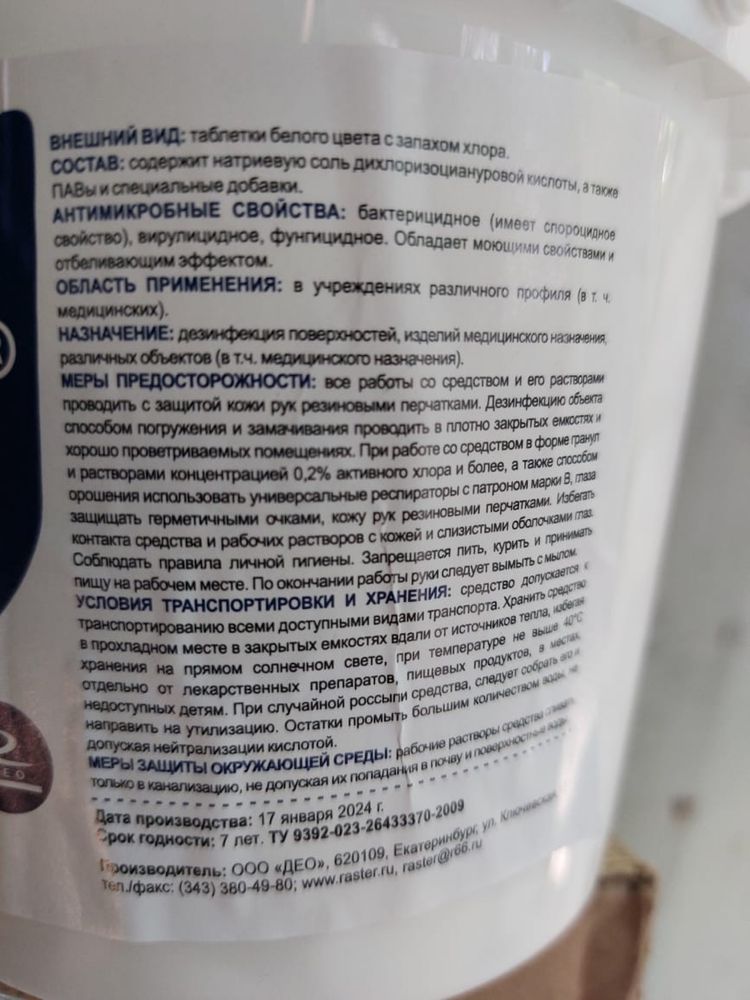 ВНЕШНИЙ ВИД: таблетки белого цвета с запахом хлора.
СОСТАВ: содержит натриевую соль дихлоризоциануровой кислоты, а также
ПАВы и специальные добавки.
АНТИМИКРОБНЫЕ СВОЙСТВА: бактерицидное (имеет спороцидное
свойство), вирулицидное, фунгицидное. Обладает моющими свойствами и
отбеливающим эффектом.
ОБЛАСТЬ ПРИМЕНЕНИЯ: в учреждениях различного профиля (в т. ч.
медицинских).
НАЗНАЧЕНИЕ: дезинфекция поверхностей, изделий медицинского назначения,
различных объектов (в т.ч. медицинского назначения).
МЕРЫ ПРЕДОСТОРОЖНОСТИ: все работы со средством и его растворами
проводить с защитой кожи рук резиновыми перчатками. Дезинфекцию объекта
способом погружения и замачивания проводить в плотно закрытых емкостях и
хорошо проветриваемых помещениях. При работе со средством в форме гранул
и растворами концентрацией 0,2% активного хлора и более, а также способом
орошения использовать универсальные респираторы с патроном марки В, глаза
защищать герметичными очками, кожу рук резиновыми перчатками. Избегать
контакта средства и рабочих растворов с кожей и слизистыми оболочками глаз.
Соблюдать правила личной гигиены. Запрещается пить, курить и принимать
пищу на рабочем месте. По окончании работы руки следует вымыть с мылом.
УСЛОВИЯ ТРАНСПОРТИРОВКИ И ХРАНЕНИЯ: средство допускается к
транспортированию всеми доступными видами транспорта. Хранить средство
в прохладном месте в закрытых емкостях вдали от источников тепла, избегая
хранения на прямом солнечном свете, при температуре не выше 40°С
отдельно от лекарственных препаратов, пищевых продуктов, в местах,
недоступных детям. При случайной россыпи средства, следует собрать его и
направить на утилизацию. Остатки промыть большим количеством воды, не
допуская нейтрализации кислотой.
МЕРЫ ЗАЩИТЫ ОКРУЖАЮЩЕЙ СРЕДЫ: рабочие растворы средства сливать
только в канализацию, не допуская их попадания в почву и поверхностные воды.
Дата производства: 17 января 2024 г.
Срок годности: 7 лет. ТУ 9392-023-26433370-2009
Производитель: ООО «ДЕО», 620109, Екатеринбург, ул. Ключевская
тел./факс: (343) 380-49-80; www.raster.ru, raster@r66.ru